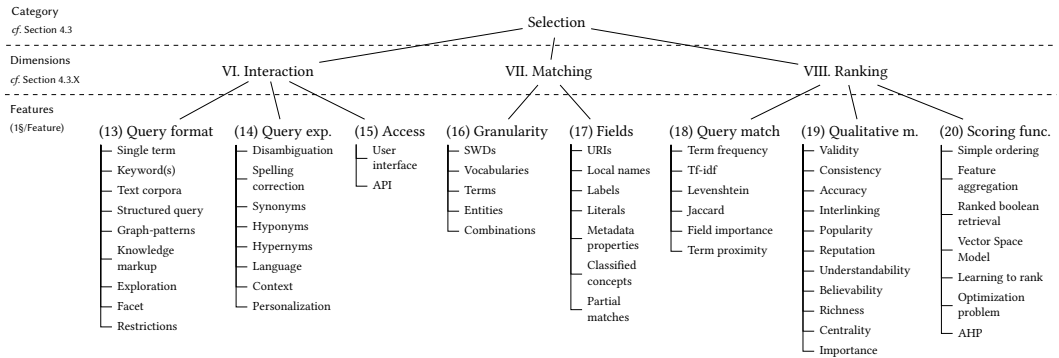 Category
cf. Section 4.3
Selection
Dimensions
cf. Section 4.3.X
VI. Interaction
VII. Matching
VIII. Ranking
Features
(1§/Feature)
(13) Query format
Single term
Keyword(s)
Text corpora
Structured query
Graph-patterns
Knowledge
markup
Exploration
Facet
Restrictions
(14) Query exp.
Disambiguation
Spelling
correction
Synonyms
Hyponyms
Hypernyms
Language
Context
Personalization
(15) Access
User
interface
API
(16) Granularity
SWDs
Vocabularies
Terms
Entities
Combinations
(17) Fields
URIs
Local names
Labels
Literals
Metadata
properties
Classified
concepts
Partial
matches
(18) Query match
Term frequency
Tf-idf
Levenshtein
Jaccard
Field importance
Term proximity
(19) Qualitative m.
Validity
Consistency
Accuracy
Interlinking
Popularity
Reputation
Understandability
Believability
Richness
Centrality
Importance
(20) Scoring func.
Simple ordering
Feature
aggregation
Ranked boolean
retrieval
Vector Space
Model
Learning to rank
Optimization
problem
AHP